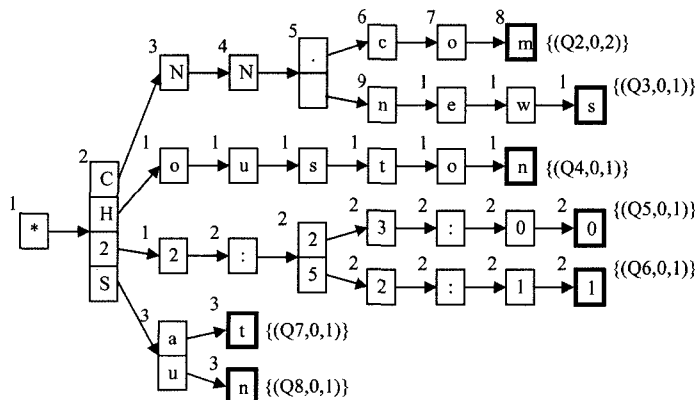 6 7 8
3 4 5 . c o m {(Q2,0,2)}
N N
9 1 1 1 {(Q3,0,1)}
n e w s
2 C 1 1 1 1 1 1
o u s t o n {(Q4,0,1)}
H
1 * 1 2 2 2 2 2 2 {(Q5,0,1)}
2 2 : 2 3 : 0 0
5 2 2 2 2 {(Q6,0,1)}
S 2 : 1 1
3 a 3 t {(Q7,0,1)}
u 3 n {(Q8,0,1)}